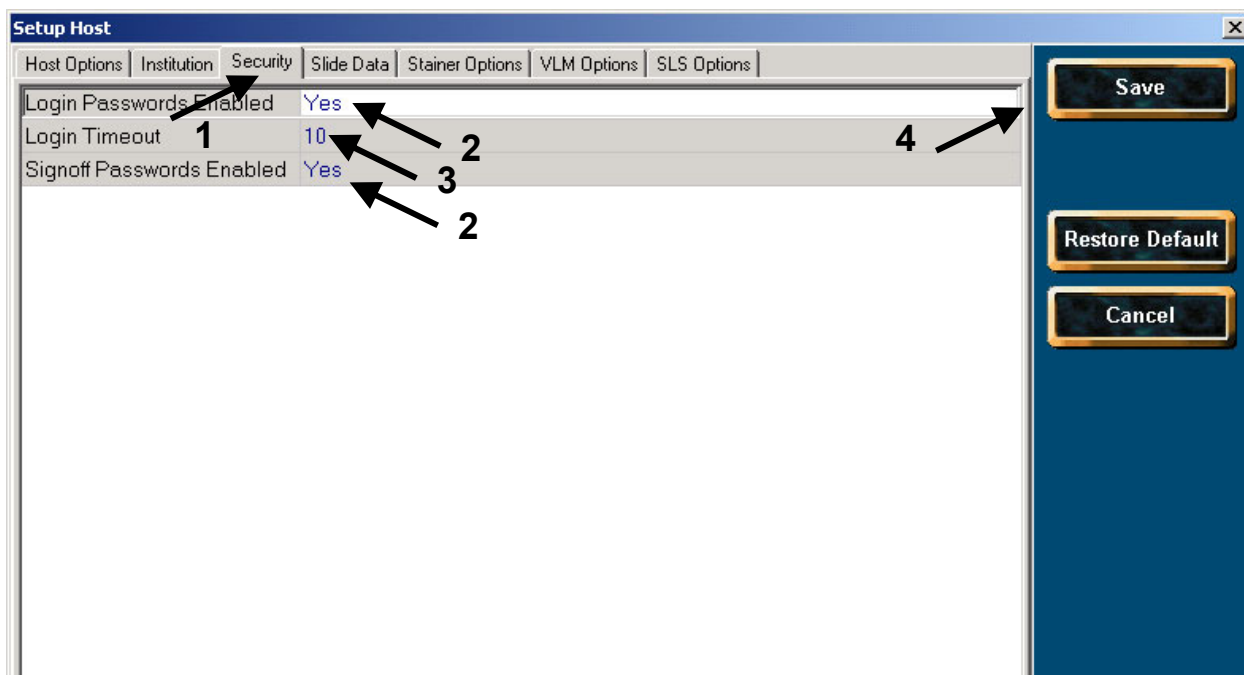 Setup Host
Host Options Institution Security Slide Data Stainer Options VLM Options SLS Options
Save
Login Passwords Enabled Yes
1
2
4
Login Timeout 10
3
Signoff Passwords Enabled Yes
2
Restore Default
Cancel